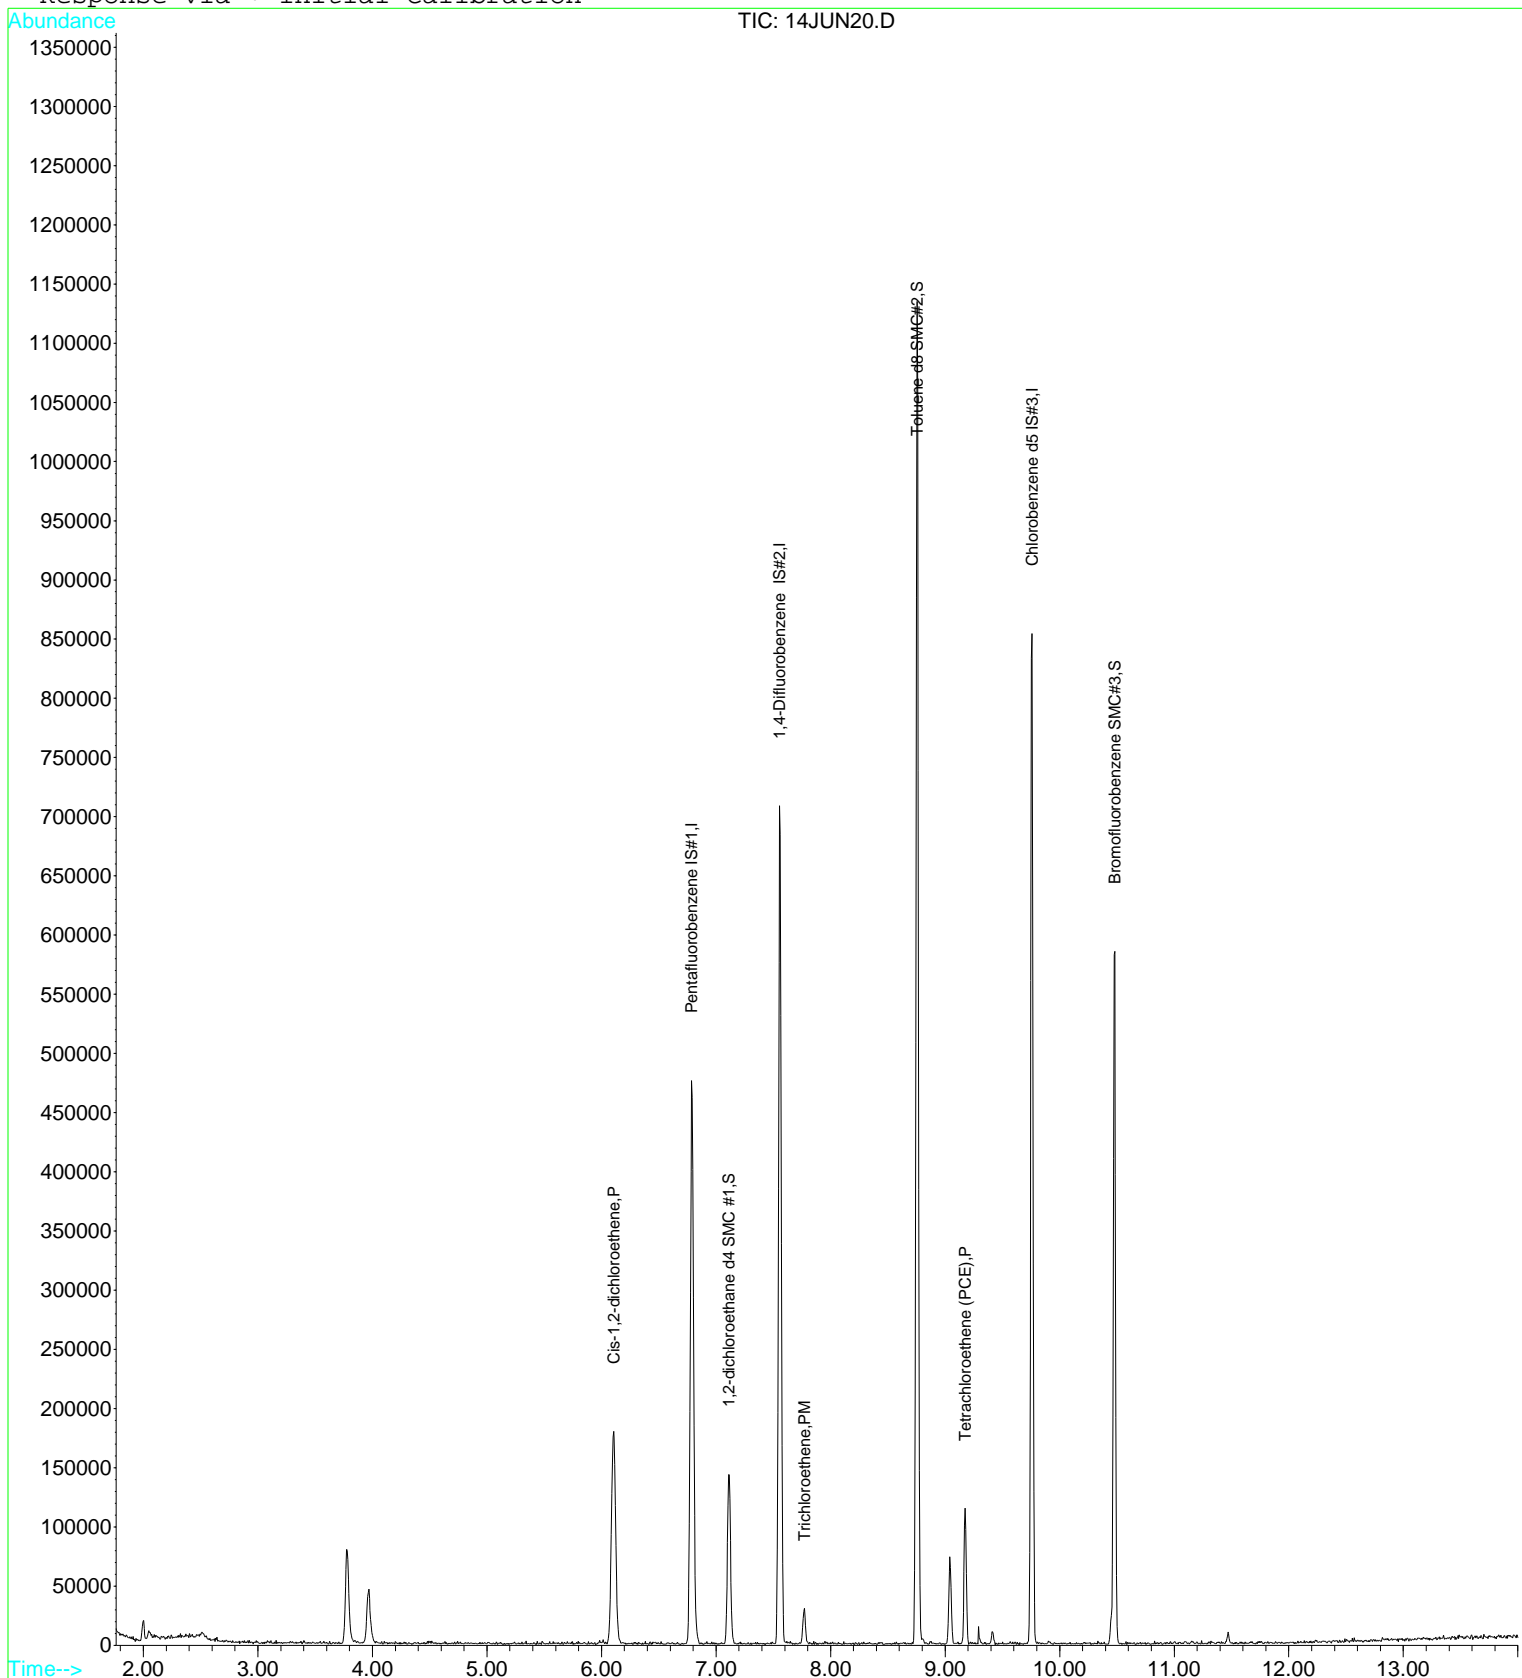 Response via : Initial Calibration
Abundance
TIC: 14JUN20.D
1350000
1300000
1250000
1200000
1150000
1100000
1050000
1000000
950000
900000
850000
800000
750000
700000
650000
600000
550000
500000
450000
400000
350000
300000
250000
200000
150000
100000
50000
0
Cis-1,2-dichloroethene,P
Pentafluorobenzene IS#1,I
1,2-dichloroethane d4 SMC #1,S
1,4-Difluorobenzene IS#2,I
Trichloroethene,PM
Toluene d8 SMC#2,S
Tetrachloroethene (PCE),P
Chlorobenzene d5 IS#3,I
Bromofluorobenzene SMC#3,S
Time-->
2.00 3.00 4.00 5.00 6.00 7.00 8.00 9.00 10.00 11.00 12.00 13.00